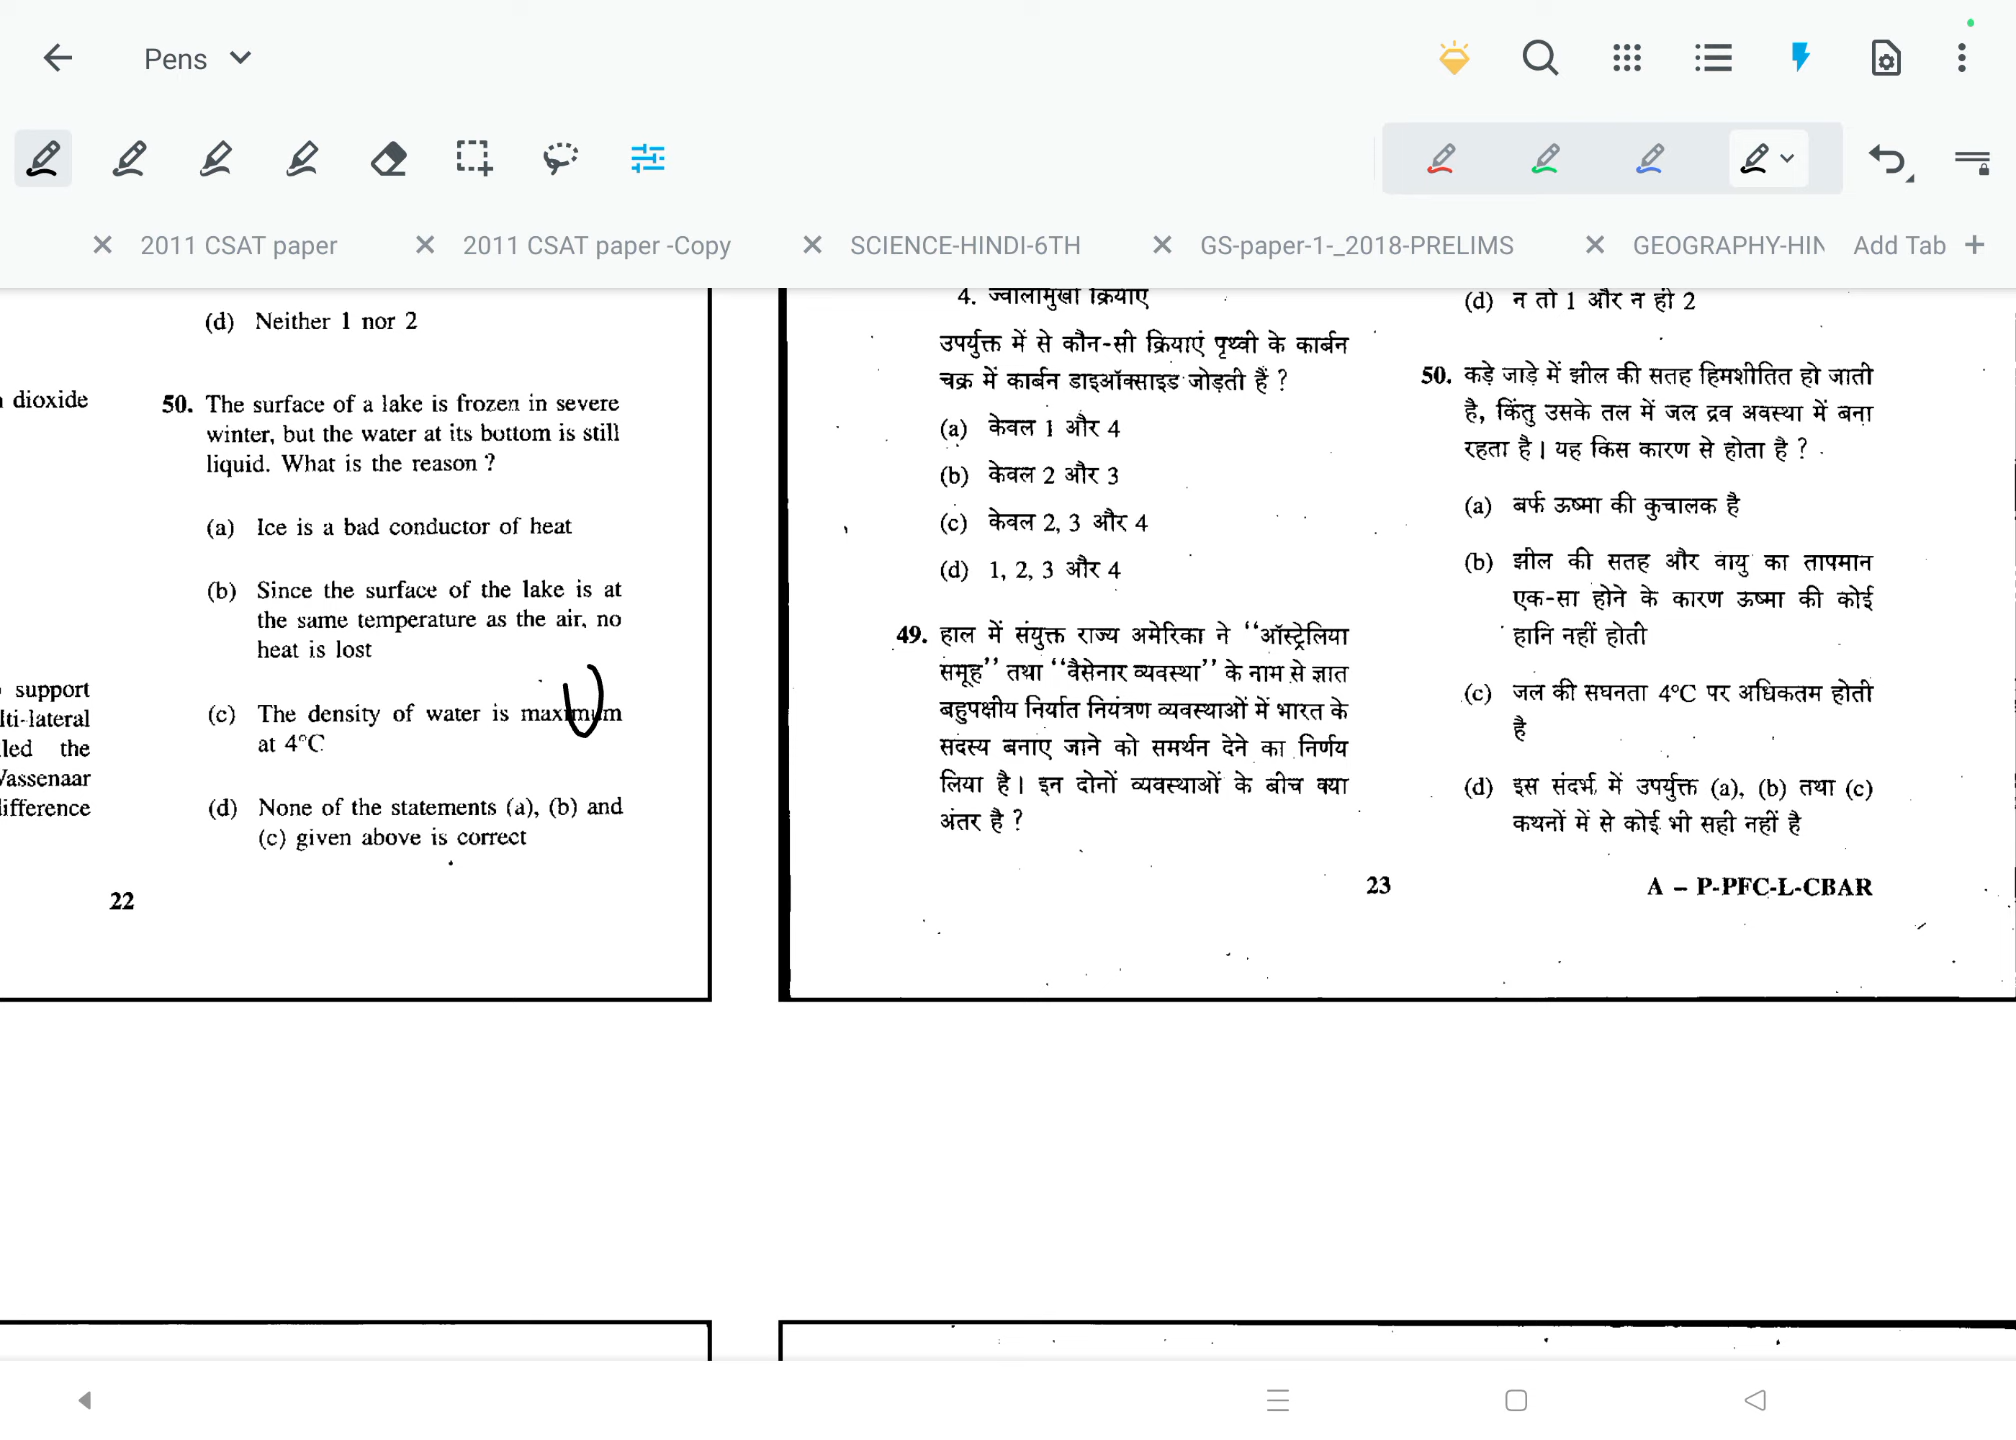 Pens
2011 CSAT paper
2011 CSAT paper -Copy
SCIENCE-HINDI-6TH
GS-paper-1-_2018-PRELIMS
GEOGRAPHY-HIN
Add Tab
(d) Neither 1 nor 2
dioxide
50. The surface of a lake is frozen in severe
winter, but the water at its bottom is still
liquid. What is the reason ?
(a) Ice is a bad conductor of heat
(b) Since the surface of the lake is at
the same temperature as the air, no
heat is lost
support
lti-lateral
led the
Vassenaar
difference
(c) The density of water is maximum
at 4°C
(d) None of the statements (a), (b) and
(c) given above is correct
22
4. ज्वालामुखी क्रियाएं
उपर्युक्त में से कौन-सी क्रियाएं पृथ्वी के कार्बन
चक्र में कार्बन डाइऑक्साइड जोड़ती हैं ?
(a) केवल 1 और 4
(b) केवल 2 और 3
(c) केवल 2, 3 और 4
(d) 1, 2, 3 और 4
49. हाल में संयुक्त राज्य अमेरिका ने ‘‘ऑस्ट्रेलिया
समूह’’ तथा ‘‘वैसेनार व्यवस्था’’ के नाम से ज्ञात
बहुपक्षीय निर्यात नियंत्रण व्यवस्थाओं में भारत के
सदस्य बनाए जाने को समर्थन देने का निर्णय
लिया है। इन दोनों व्यवस्थाओं के बीच क्या
अंतर है ?
(d) न तो 1 और न ही 2
50. कड़े जाड़े में झील की सतह हिमशीतित हो जाती
है, किंतु उसके तल में जल द्रव अवस्था में बना
रहता है। यह किस कारण से होता है ?
(a) बर्फ ऊष्मा की कुचालक है
(b) झील की सतह और वायु का तापमान
एक-सा होने के कारण ऊष्मा की कोई
हानि नहीं होती
(c) जल की सघनता 4°C पर अधिकतम होती
है
(d) इस संदर्भ में उपर्युक्त (a), (b) तथा (c)
कथनों में से कोई भी सही नहीं है
23
A – P-PFC-L-CBAR